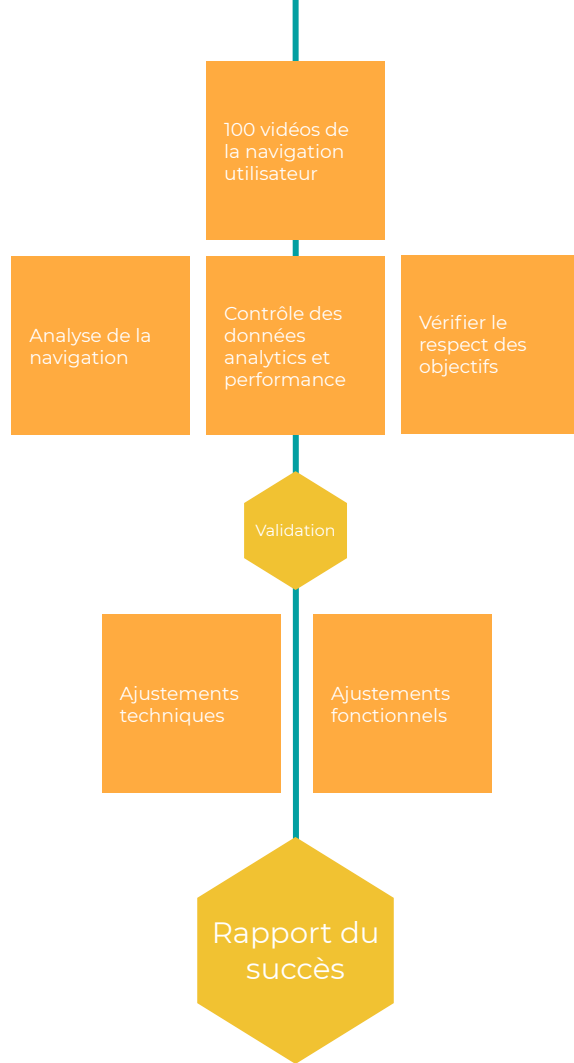 100 vidéos de
la navigation
utilisateur
Analyse de la
navigation
Contrôle des
données
analytics et
performance
Vérifier le
respect des
objectifs
Validation
Ajustements
techniques
Ajustements
fonctionnels
Rapport du
succès